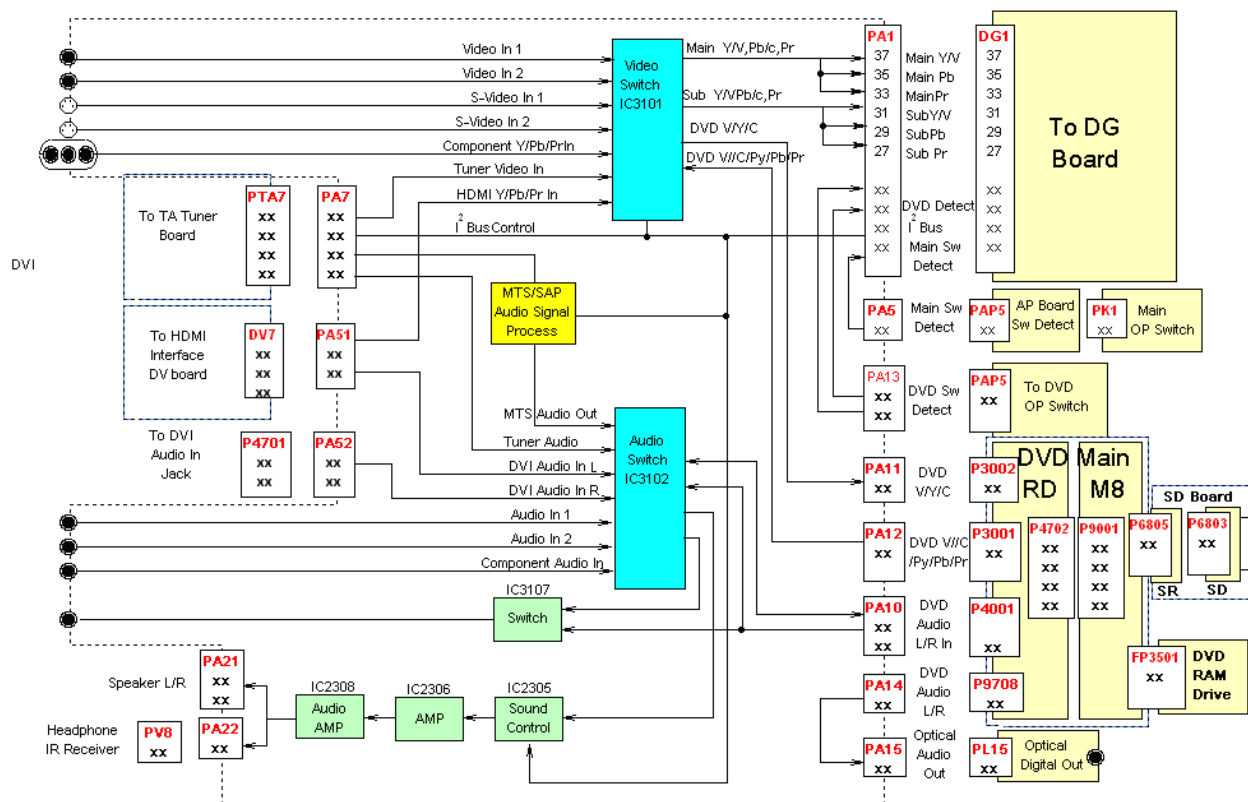 Video In 1
Video In 2
S-Video In 1
S-Video In 2
Component Y/Pb/PrIn
Tuner Video In
HDMI Y/Pb/Pr In
I² Bus Control
Video
Switch
IC3101
Main Y/V,Pb/c,Pr
Sub Y/VPb/c,Pr
DVD V/Y/C
DVD V//C/Py/Pb/Pr
PA1
37
35
33
31
29
27
xx
xx
xx
xx
Main Y/V
Main Pb
MainPr
SubY/V
SubPb
Sub Pr
DVD Detect
I² Bus
Main Sw
Detect
DG1
37
35
33
31
29
27
xx
xx
xx
xx
To DG
Board
DVI
To TA Tuner
Board
PTA7
xx
xx
xx
xx
PA7
xx
xx
xx
xx
To HDMI
Interface
DV board
DV7
xx
xx
xx
PA51
xx
xx
To DVI
Audio In
Jack
P4701
xx
xx
PA52
xx
xx
MTS/SAP
Audio Signal
Process
MTS Audio Out
Tuner Audio
DVI Audio In L
DVI Audio In R
Audio In 1
Audio In 2
Component Audio In
Audio
Switch
IC3102
IC3107
Switch
PA5
xx
Main Sw
Detect
PAP5
xx
AP Board
Sw Detect
PK1
xx
Main
OP Switch
PA13
xx
xx
DVD Sw
Detect
PAP5
xx
To DVD
OP Switch
PA11
xx
DVD
V/Y/C
P3002
xx
DVD Main
RD
M8
PA12
xx
DVD V//C
/Py/Pb/Pr
P3001
xx
P4702
xx
xx
xx
xx
P9001
xx
xx
xx
xx
SD Board
P6805
xx
P6803
xx
SR
SD
PA10
xx
DVD
Audio
L/R In
P4001
xx
PA14
xx
DVD
Audio
L/R
P9708
xx
FP3501
xx
DVD
RAM
Drive
PA15
xx
Optical
Audio
Out
PL15
xx
Optical
Digital Out
Speaker L/R
PA21
xx
xx
Headphone
IR Receiver
PV8
xx
PA22
xx
IC2308
Audio
AMP
IC2306
AMP
IC2305
Sound
Control